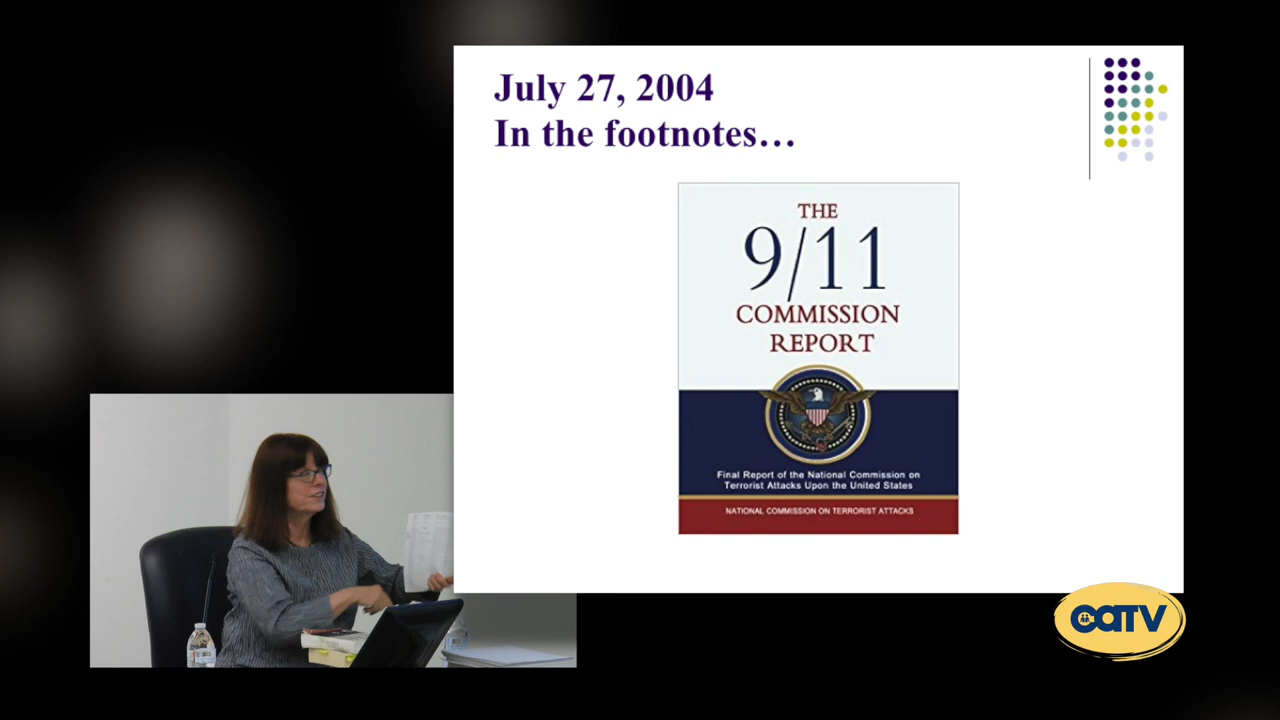 July 27, 2004
In the footnotes…
THE
9/11
COMMISSION
REPORT
Final Report of the National Commission on
Terrorist Attacks Upon the United States
NATIONAL COMMISSION ON TERRORIST ATTACKS
CATV